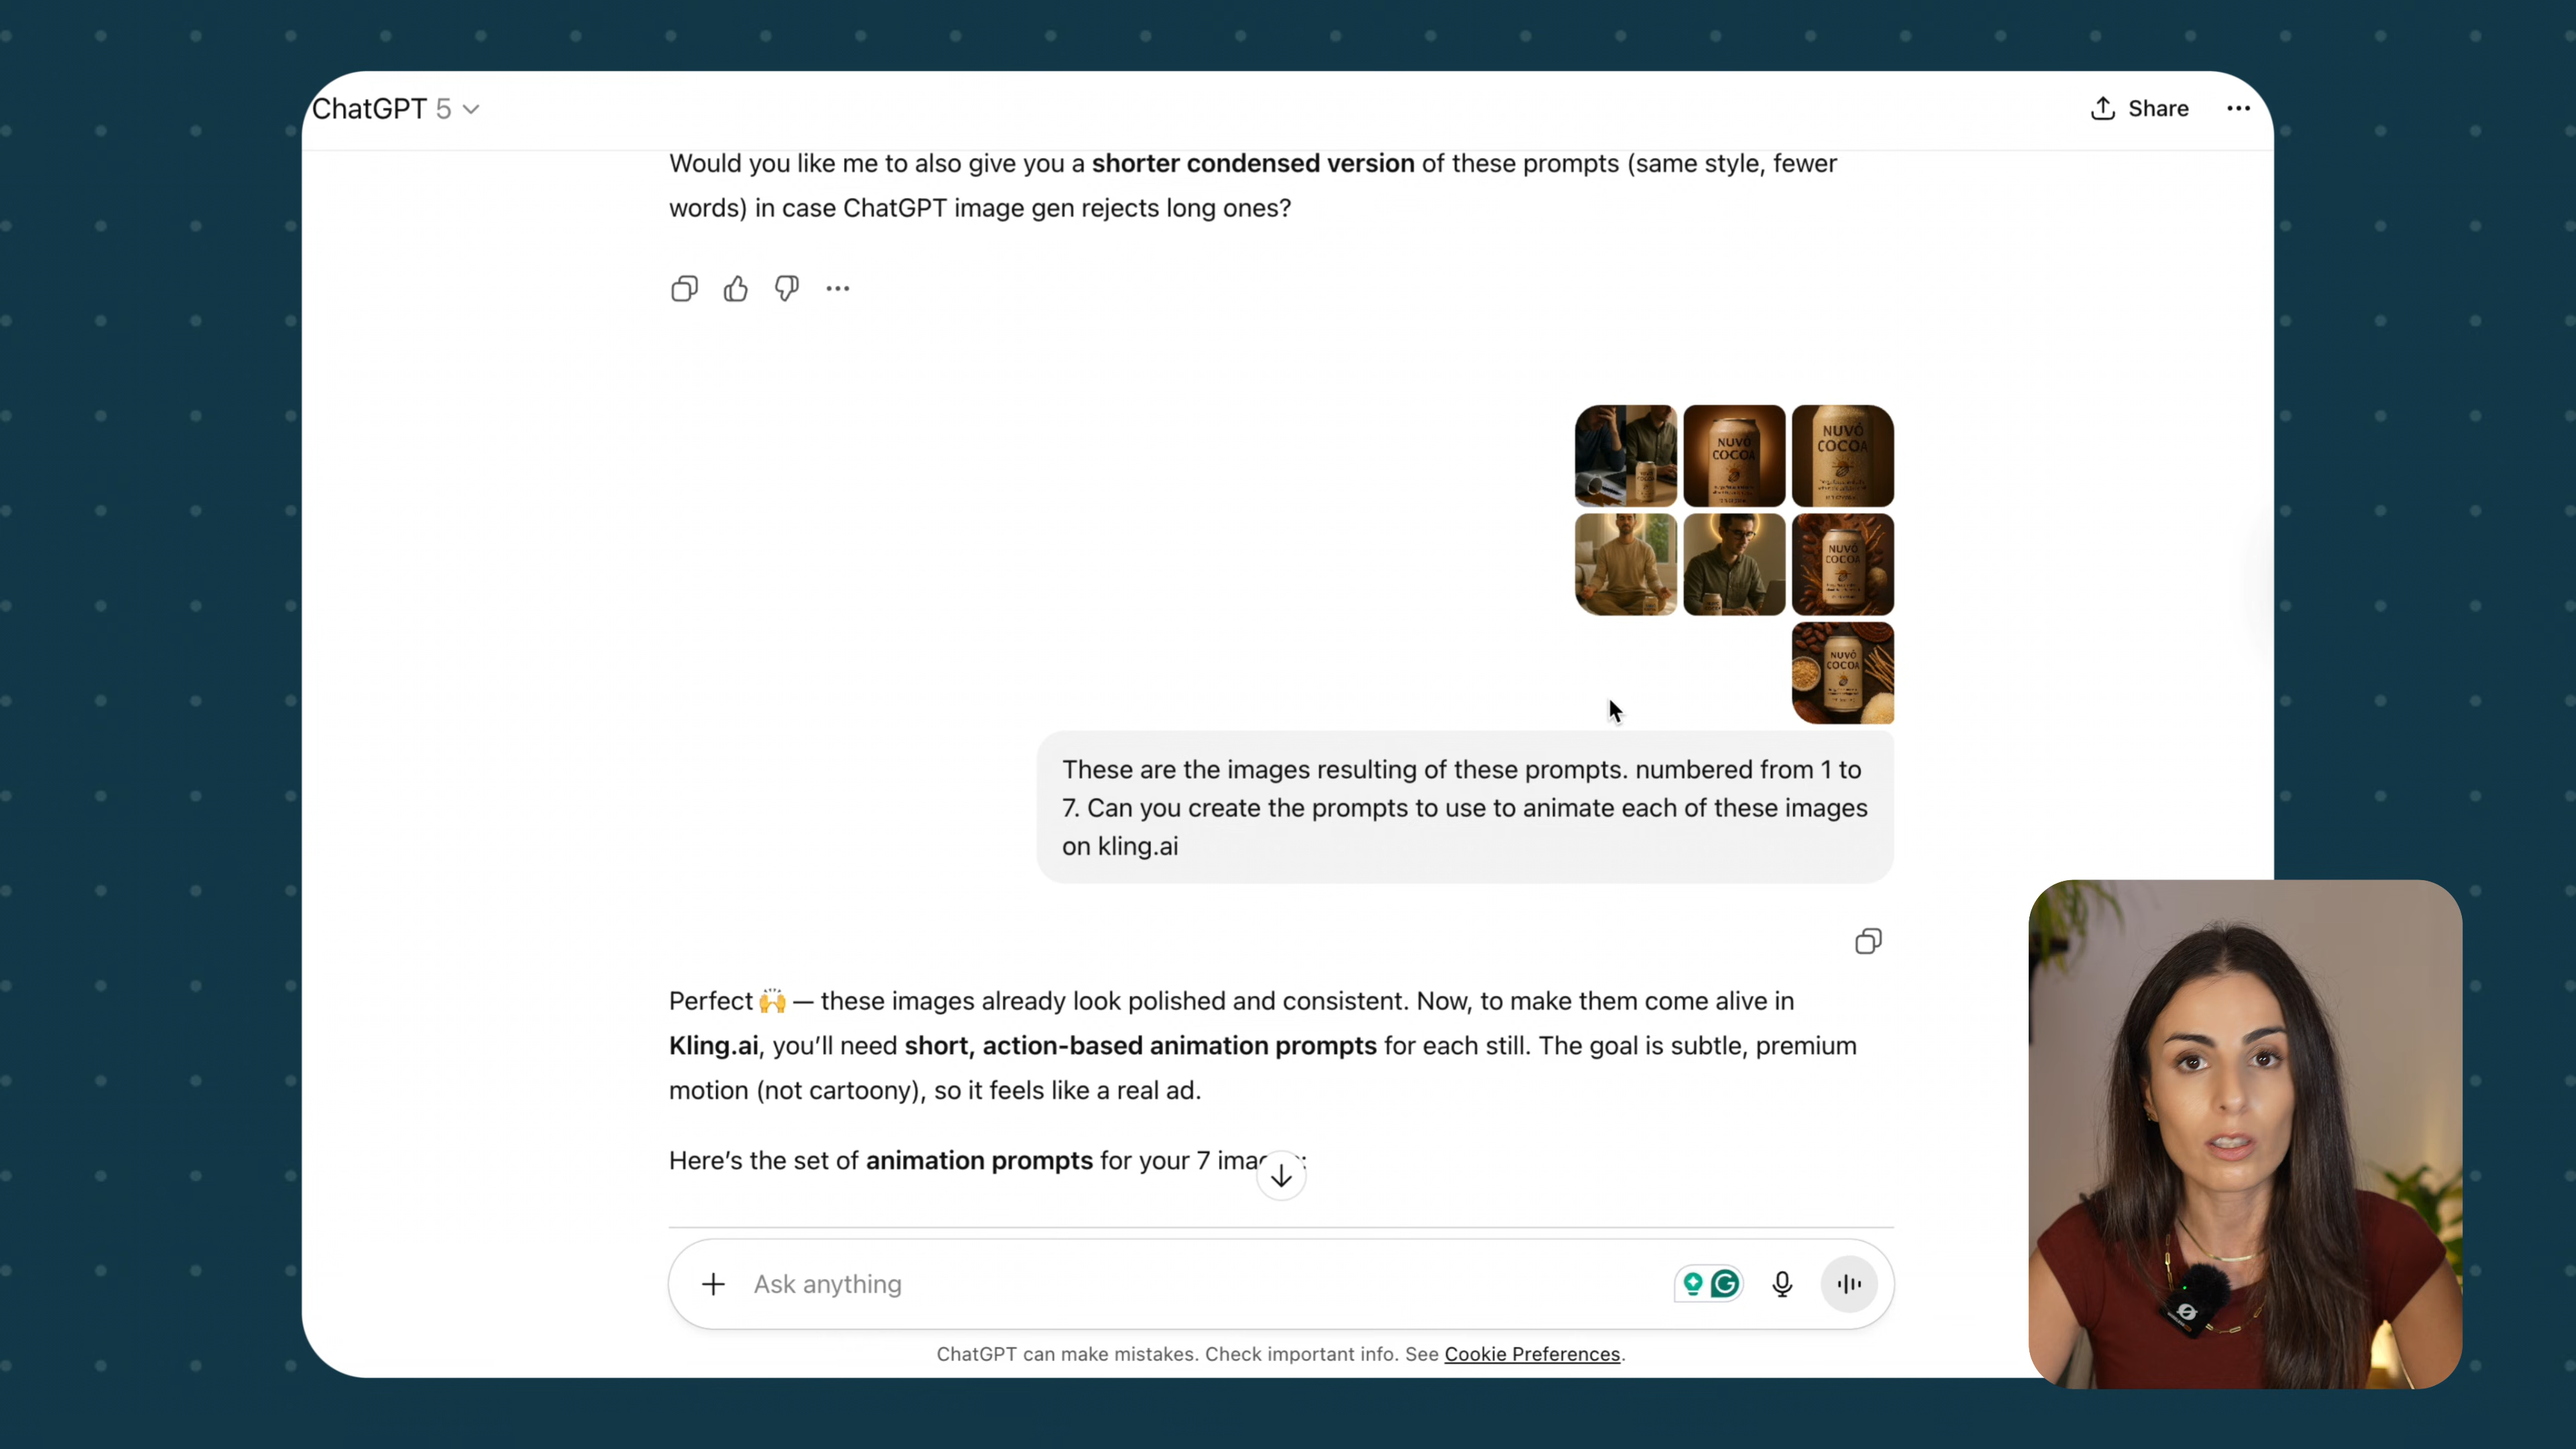 ChatGPT 5
Share
Would you like me to also give you a shorter condensed version of these prompts (same style, fewer
words) in case ChatGPT image gen rejects long ones?
NUVÓ
COCOA
NUVÓ
COCOA
NUVÓ
COCOA
NUVÓ
COCOA
These are the images resulting of these prompts. numbered from 1 to
7. Can you create the prompts to use to animate each of these images
on kling.ai
Perfect 🙌 — these images already look polished and consistent. Now, to make them come alive in
Kling.ai, you’ll need short, action-based animation prompts for each still. The goal is subtle, premium
motion (not cartoony), so it feels like a real ad.
Here’s the set of animation prompts for your 7
Ask anything
ChatGPT can make mistakes. Check important info. See Cookie Preferences.